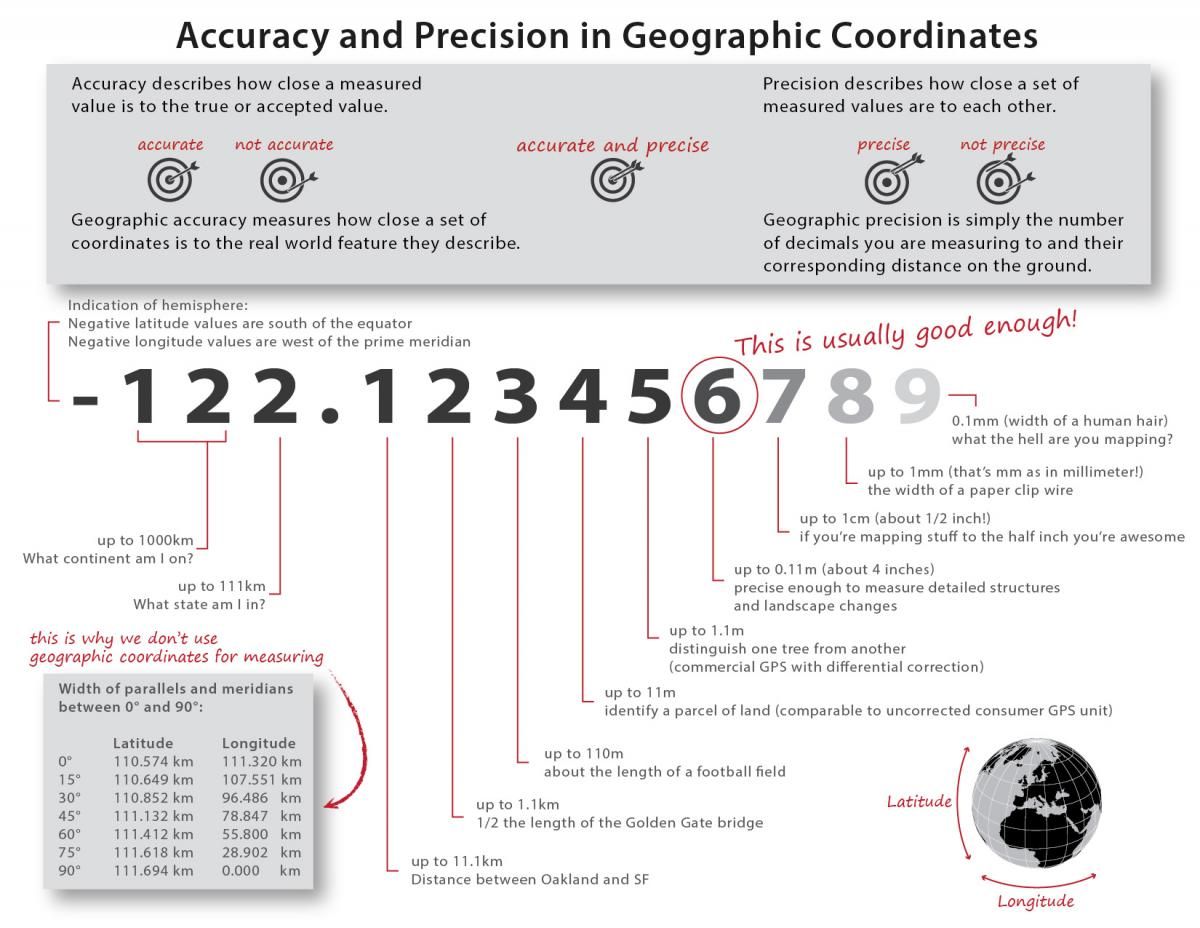 Accuracy and Precision in Geographic Coordinates
Accuracy describes how close a measured
value is to the true or accepted value.
accurate
not accurate
Geographic accuracy measures how close a set of
coordinates is to the real world feature they describe.
accurate and precise
Precision describes how close a set of
measured values are to each other.
precise
not precise
Geographic precision is simply the number
of decimals you are measuring to and their
corresponding distance on the ground.
Indication of hemisphere:
Negative latitude values are south of the equator
Negative longitude values are west of the prime meridian
This is usually good enough!
-122.123456789
0.1mm (width of a human hair)
what the hell are you mapping?
up to 1mm (that's mm as in millimeter!)
the width of a paper clip wire
up to 1cm (about 1/2 inch!)
if you're mapping stuff to the half inch you're awesome
up to 0.11m (about 4 inches)
precise enough to measure detailed structures
and landscape changes
up to 1.1m
distinguish one tree from another
(commercial GPS with differential correction)
up to 11m
identify a parcel of land (comparable to uncorrected consumer GPS unit)
up to 110m
about the length of a football field
up to 1.1km
1/2 the length of the Golden Gate bridge
up to 11.1km
Distance between Oakland and SF
up to 1000km
What continent am I on?
up to 111km
What state am I in?
this is why we don't use
geographic coordinates for measuring
Width of parallels and meridians
between 0° and 90°:
Latitude Longitude
0° 110.574 km 111.320 km
15° 110.649 km 107.551 km
30° 110.852 km 96.486 km
45° 111.132 km 78.847 km
60° 111.412 km 55.800 km
75° 111.618 km 28.902 km
90° 111.694 km 0.000 km
Latitude
Longitude